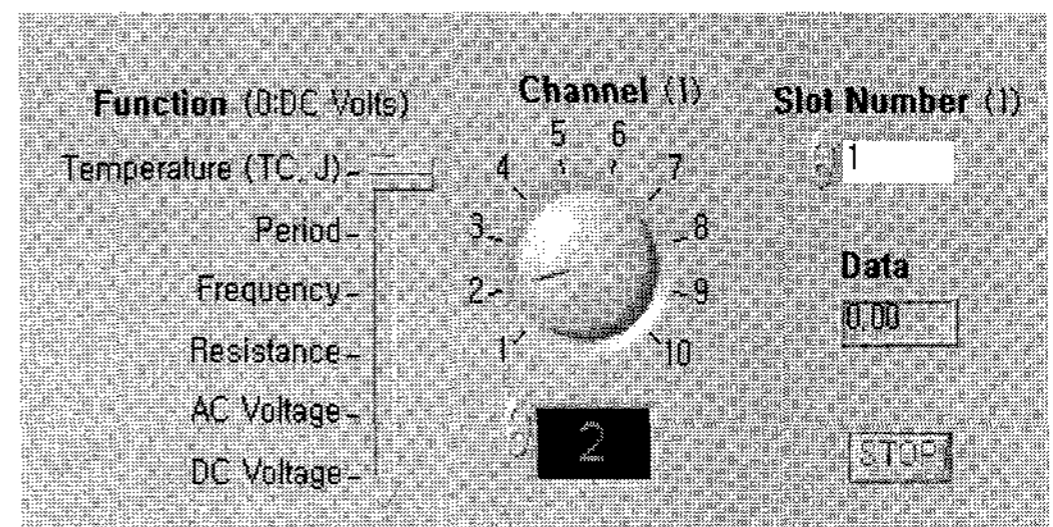 Function (0:DC Volts)
Temperature (TC, J)
Period
Frequency
Resistance
AC Voltage
DC Voltage
Channel (1)
1
2
3
4
5
6
7
8
9
10
2
Slot Number (1)
1
Data
0.00
STOP